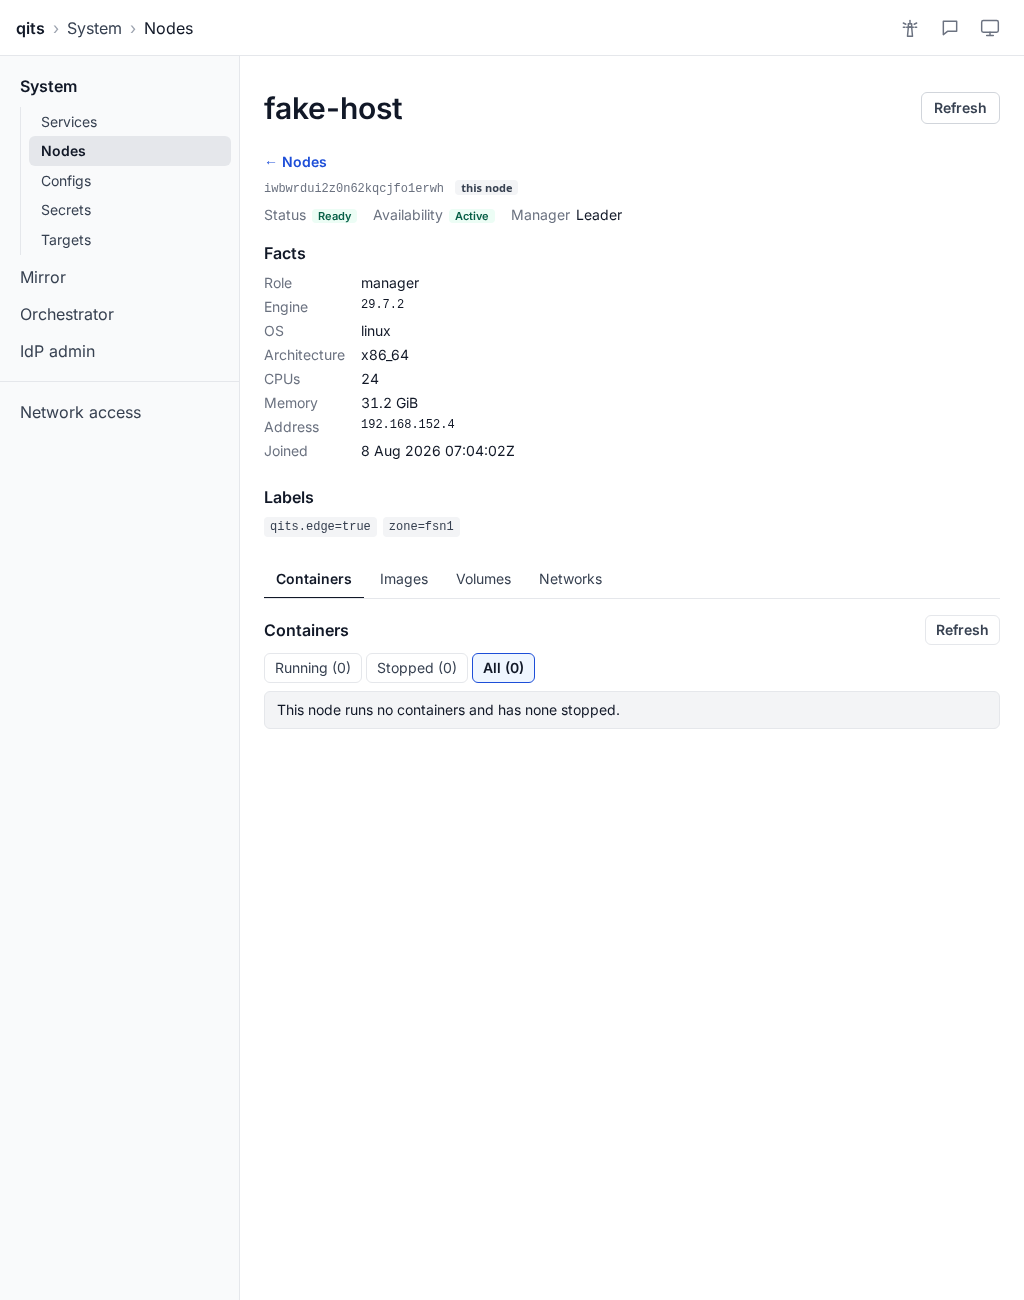 qits › System › Nodes
System
Services
Nodes
Configs
Secrets
Targets
Mirror
Orchestrator
IdP admin
Network access
fake-host
Refresh
← Nodes
iwbwrdui2z0n62kqcjfo1erwh this node
Status Ready Availability Active Manager Leader
Facts
Role manager
Engine 29.7.2
OS linux
Architecture x86_64
CPUs 24
Memory 31.2 GiB
Address 192.168.152.4
Joined 8 Aug 2026 07:04:02Z
Labels
qits.edge=true zone=fsn1
Containers Images Volumes Networks
Containers
Refresh
Running (0) Stopped (0) All (0)
This node runs no containers and has none stopped.